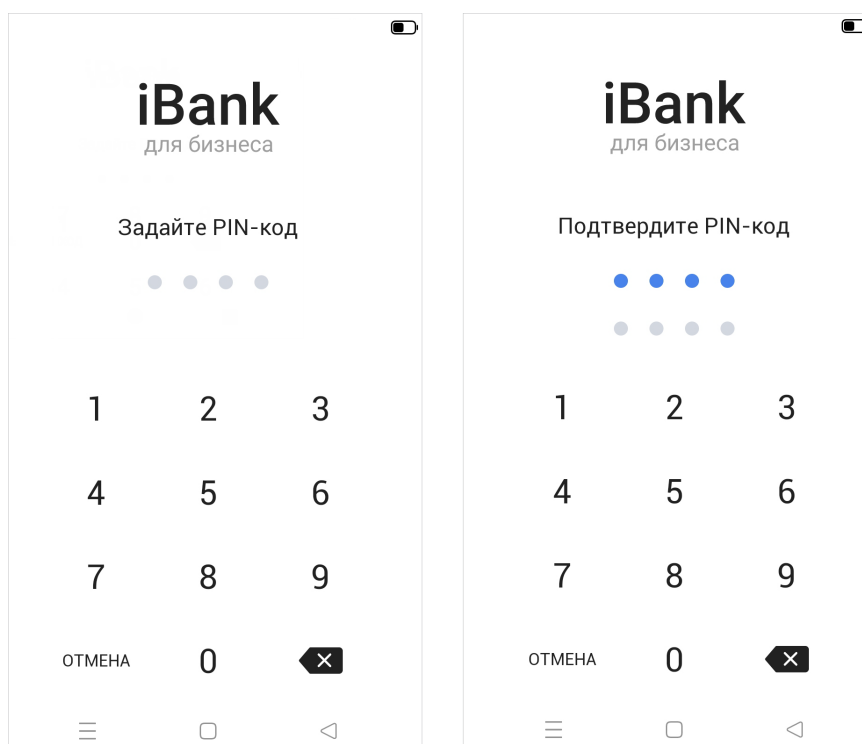 iBank
для бизнеса
Задайте PIN-код
1 2 3
4 5 6
7 8 9
ОТМЕНА 0
iBank
для бизнеса
Подтвердите PIN-код
1 2 3
4 5 6
7 8 9
ОТМЕНА 0